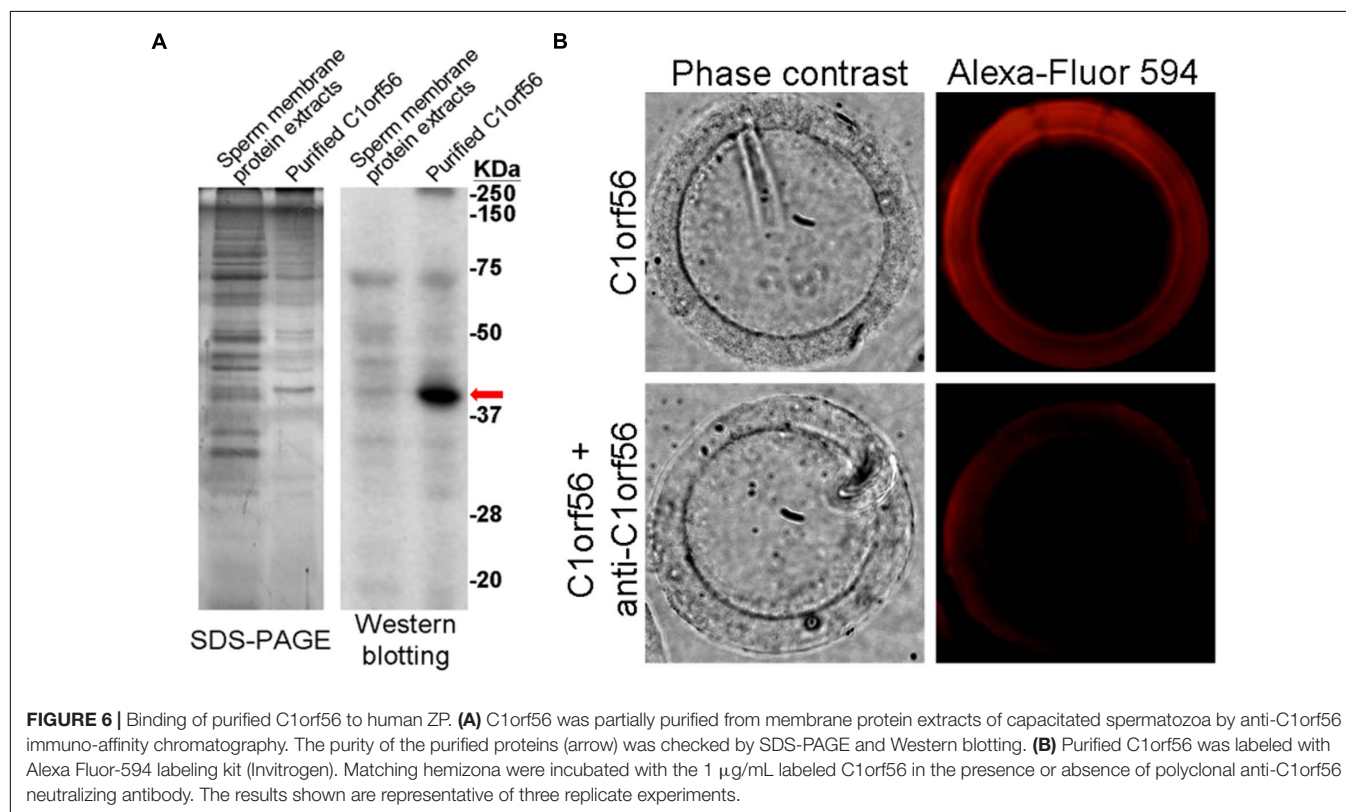 A
Sperm membrane
protein extracts
Purified C1orf56
Sperm membrane
protein extracts
Purified C1orf56
KDa
-250
-150
-75
-50
-37
-28
-20
SDS-PAGE
Western
blotting
B
Phase contrast
Alexa-Fluor 594
C1orf56
C1orf56 +
anti-C1orf56
FIGURE 6 | Binding of purified C1orf56 to human ZP. (A) C1orf56 was partially purified from membrane protein extracts of capacitated spermatozoa by anti-C1orf56
immuno-affinity chromatography. The purity of the purified proteins (arrow) was checked by SDS-PAGE and Western blotting. (B) Purified C1orf56 was labeled with
Alexa Fluor-594 labeling kit (Invitrogen). Matching hemizona were incubated with the 1 μg/mL labeled C1orf56 in the presence or absence of polyclonal anti-C1orf56
neutralizing antibody. The results shown are representative of three replicate experiments.